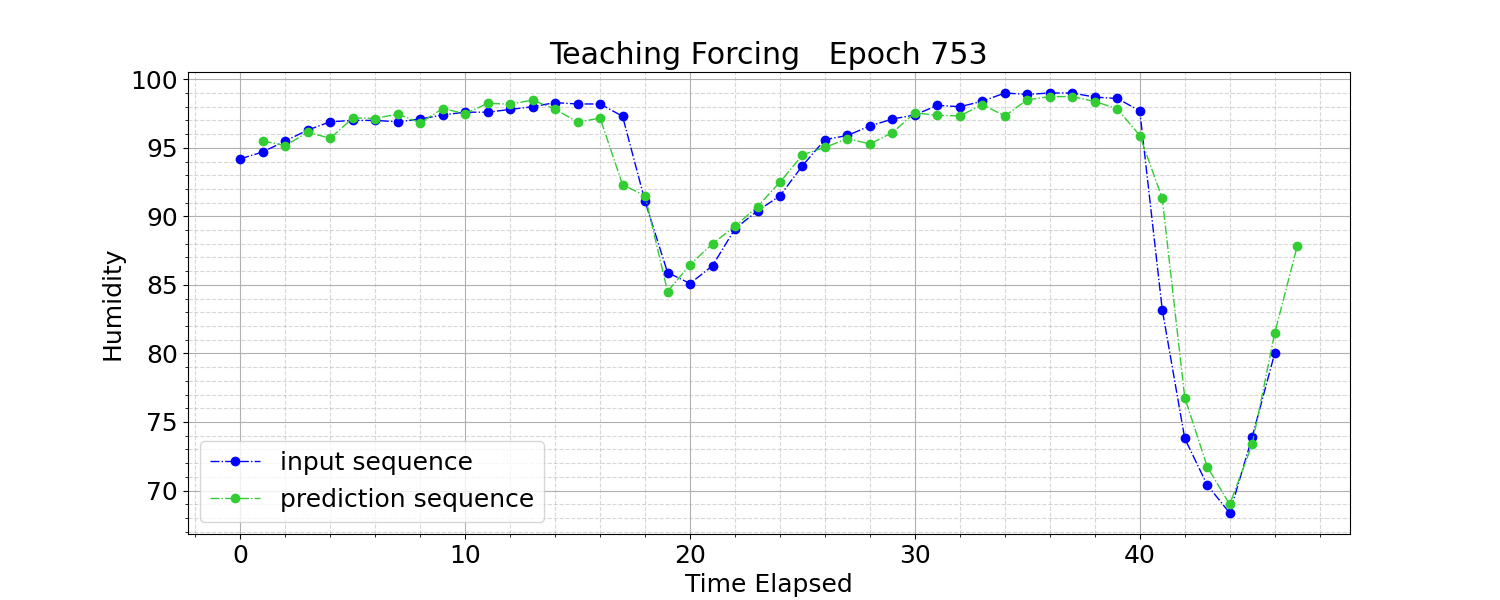 Teaching Forcing   Epoch 753
100
95
90
85
80
75
70
Humidity
input sequence
prediction sequence
0 10 20 30 40
Time Elapsed